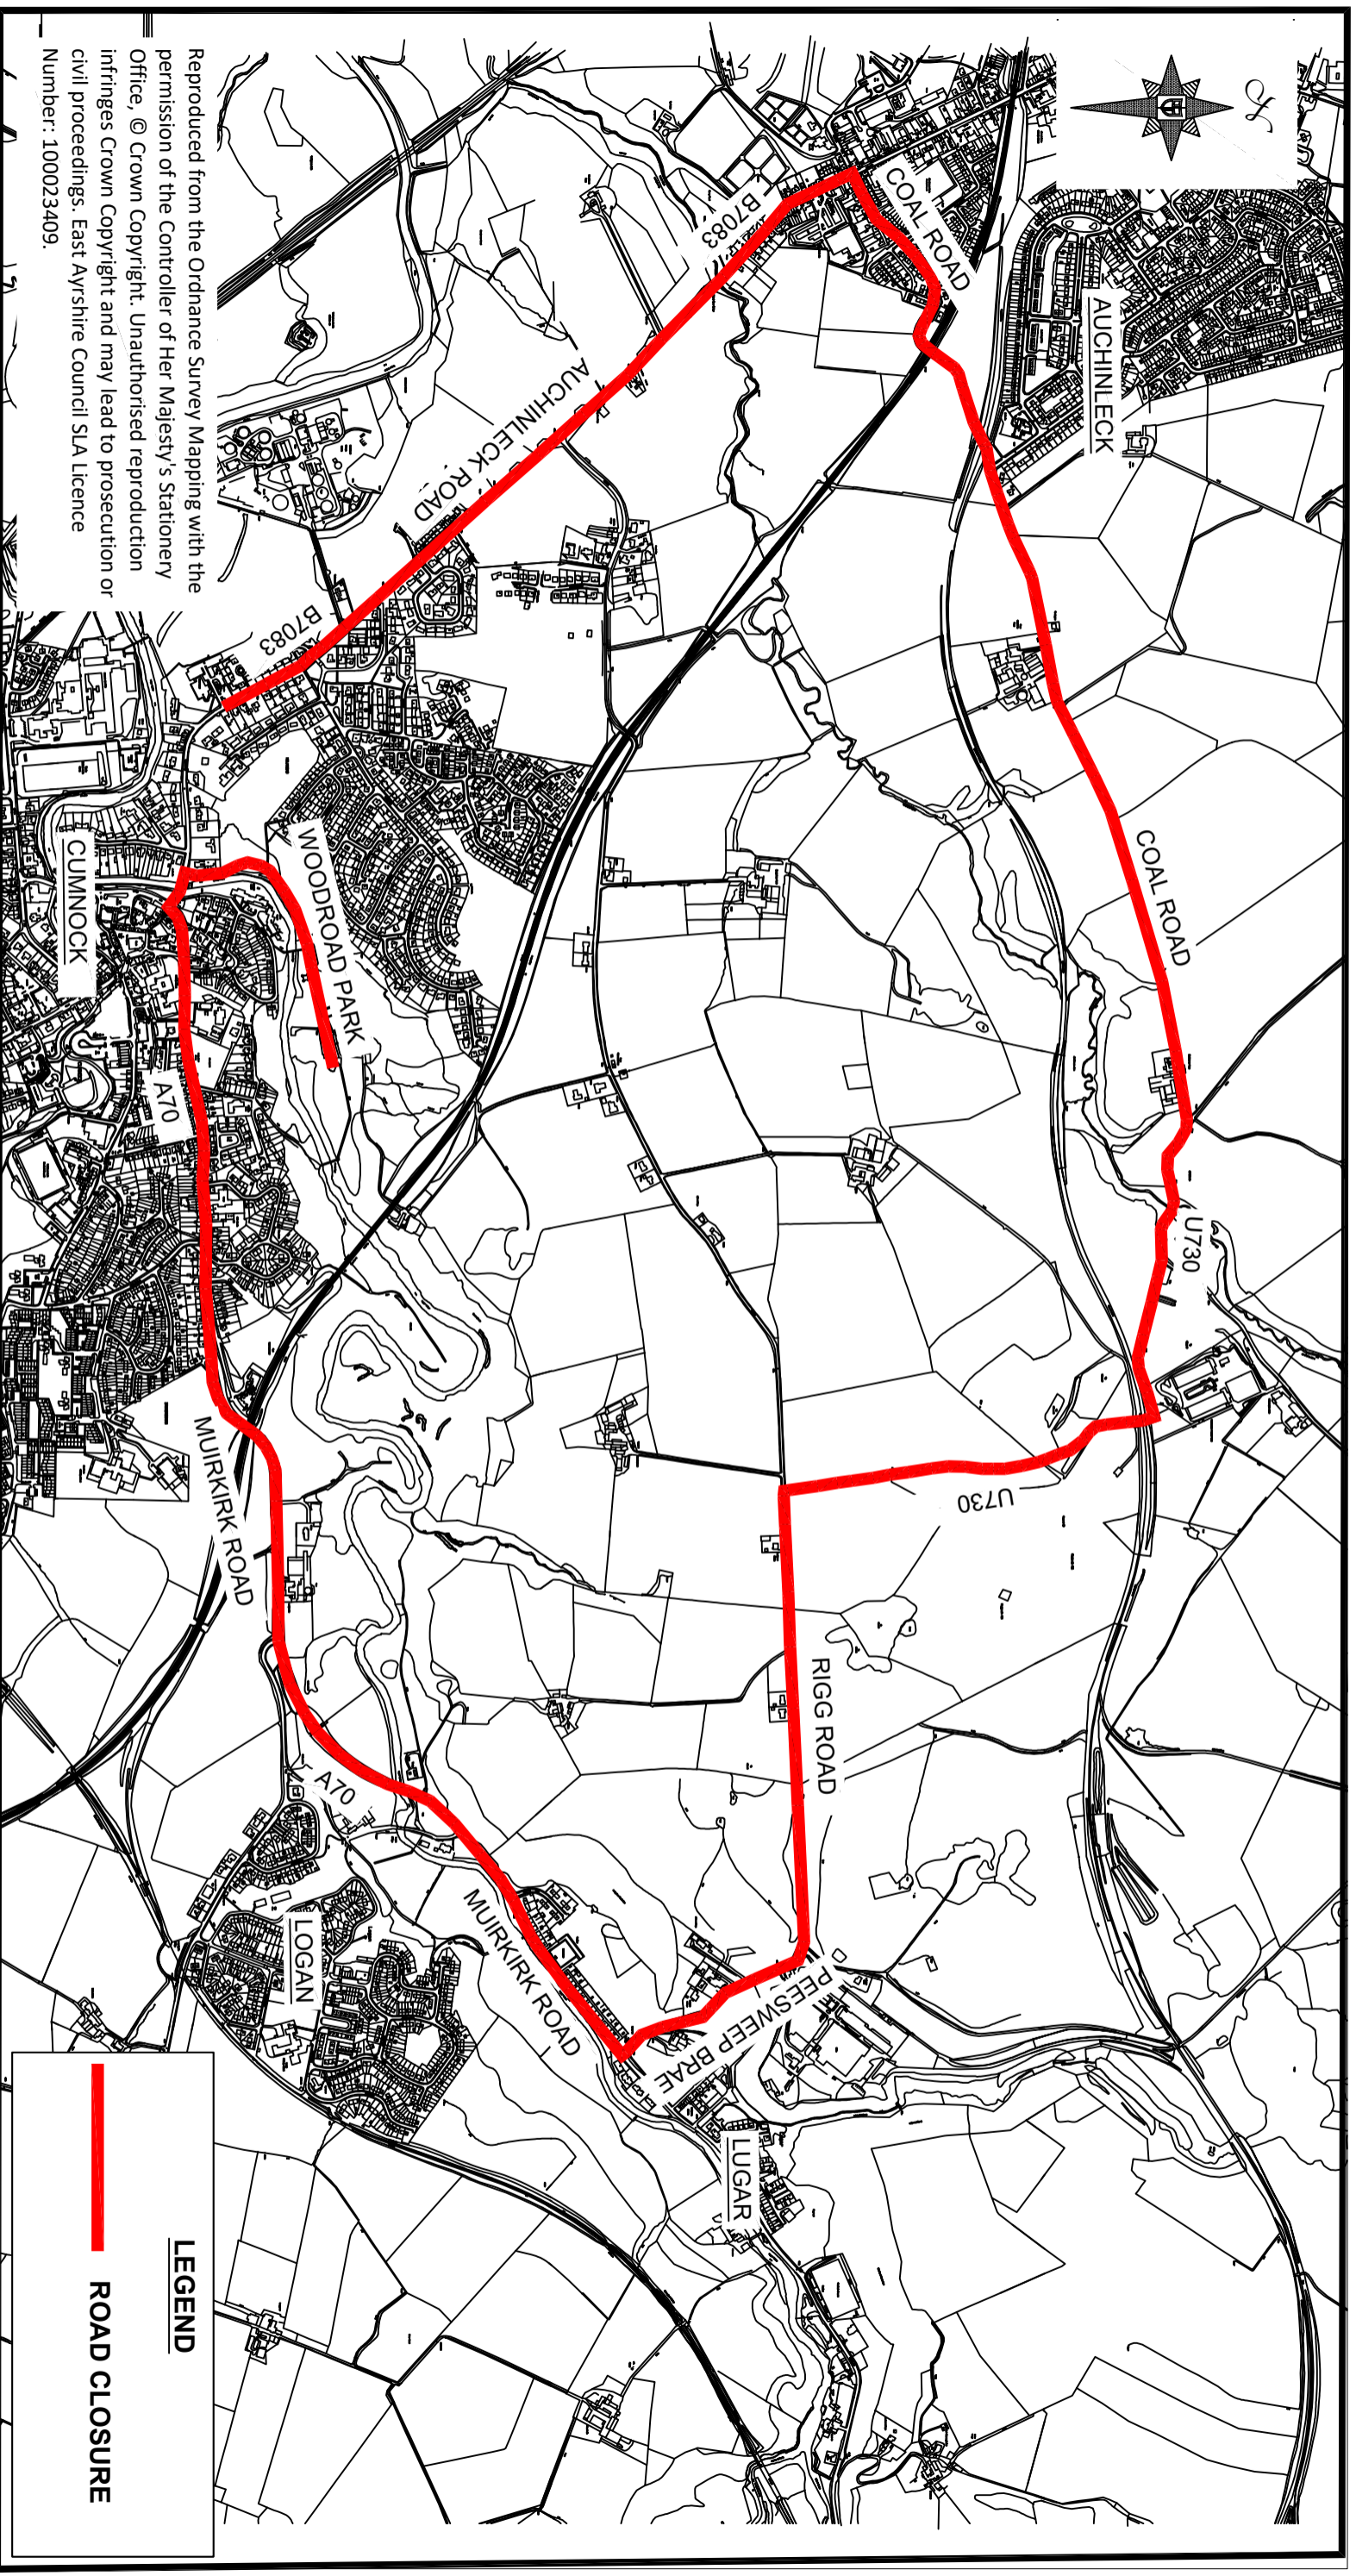 AUCHINLECK
COAL ROAD
B7083
AUCHINLECK ROAD
B7083
COAL ROAD
U730
U730
RIGG ROAD
PEESWEEP BRAE
LUGAR
MUIRKIRK ROAD
LOGAN
A70
MUIRKIRK ROAD
A70
WOODROAD PARK
CUMNOCK
Reproduced from the Ordnance Survey Mapping with the
permission of the Controller of Her Majesty's Stationery
Office, © Crown Copyright. Unauthorised reproduction
infringes Crown Copyright and may lead to prosecution or
civil proceedings. East Ayrshire Council SLA Licence
Number: 100023409.
LEGEND
ROAD CLOSURE